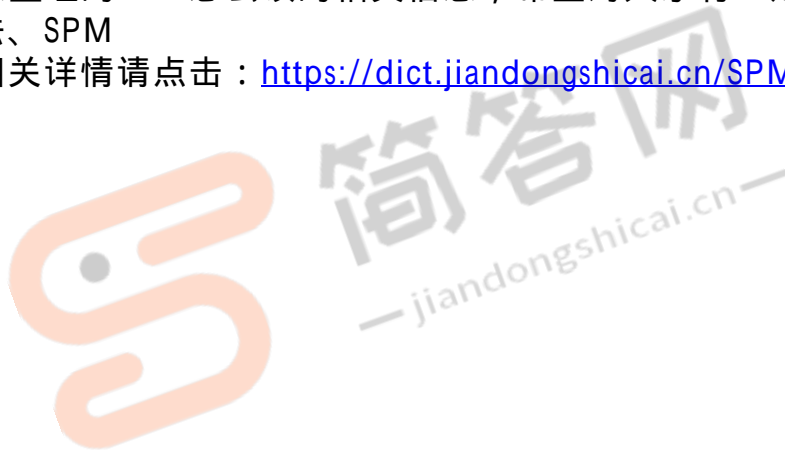 、SPM
关详情请点击：https://dict.jiandongshicai.cn/SPM
简答网
jiandongshicai.cn